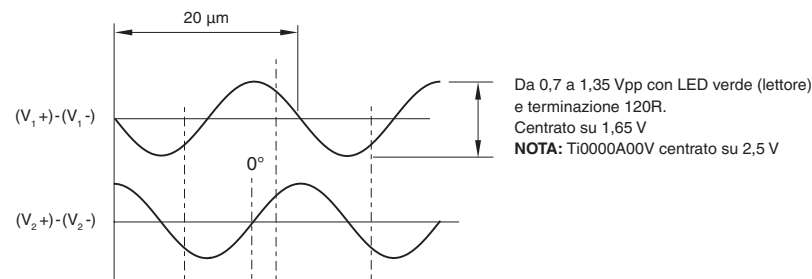 20 µm
Da 0,7 a 1,35 Vpp con LED verde (lettore)
e terminazione 120R.
Centrato su 1,65 V
NOTA: Ti0000A00V centrato su 2,5 V
(V₁+)-(V₁-)
0°
(V₂+)-(V₂-)